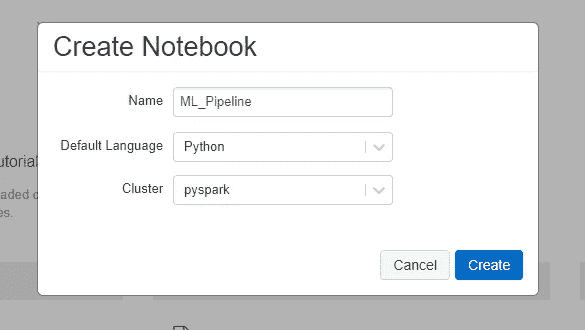 Create Notebook
Name ML_Pipeline
utorial
Default Language Python
aded c
Cluster pyspark
es.
Cancel Create